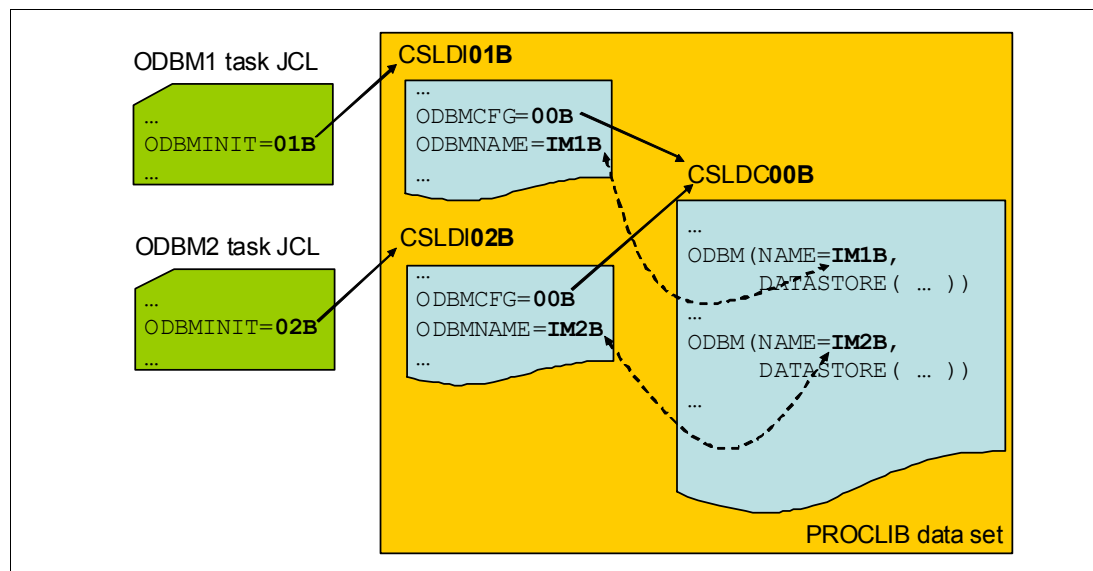 ODBM1 task JCL
...
ODBMINIT=01B
...
ODBM2 task JCL
...
ODBMINIT=02B
...
CSLDI01B
...
ODBMCFG=00B
ODBMNAME=IM1B
...
CSLDI02B
...
ODBMCFG=00B
ODBMNAME=IM2B
...
CSLDC00B
...
ODBM(NAME=IM1B,
DATASTORE( ... ))
...
ODBM(NAME=IM2B,
DATASTORE( ... ))
...
PROCLIB data set